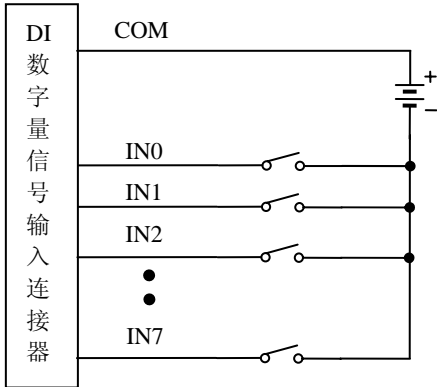 DI
数
字
量
信
号
输
入
连
接
器
COM
+
−
IN0
IN1
IN2
IN7